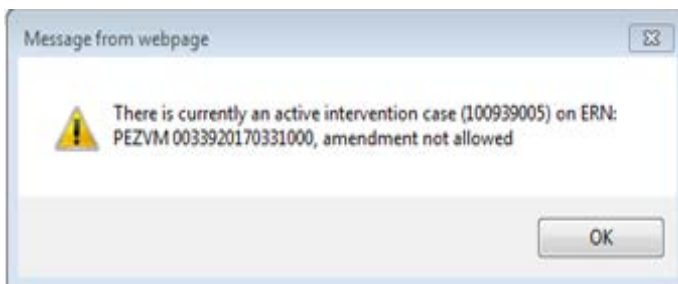 Message from webpage
There is currently an active intervention case (100939005) on ERN:
PEZVM 0033920170331000, amendment not allowed
OK